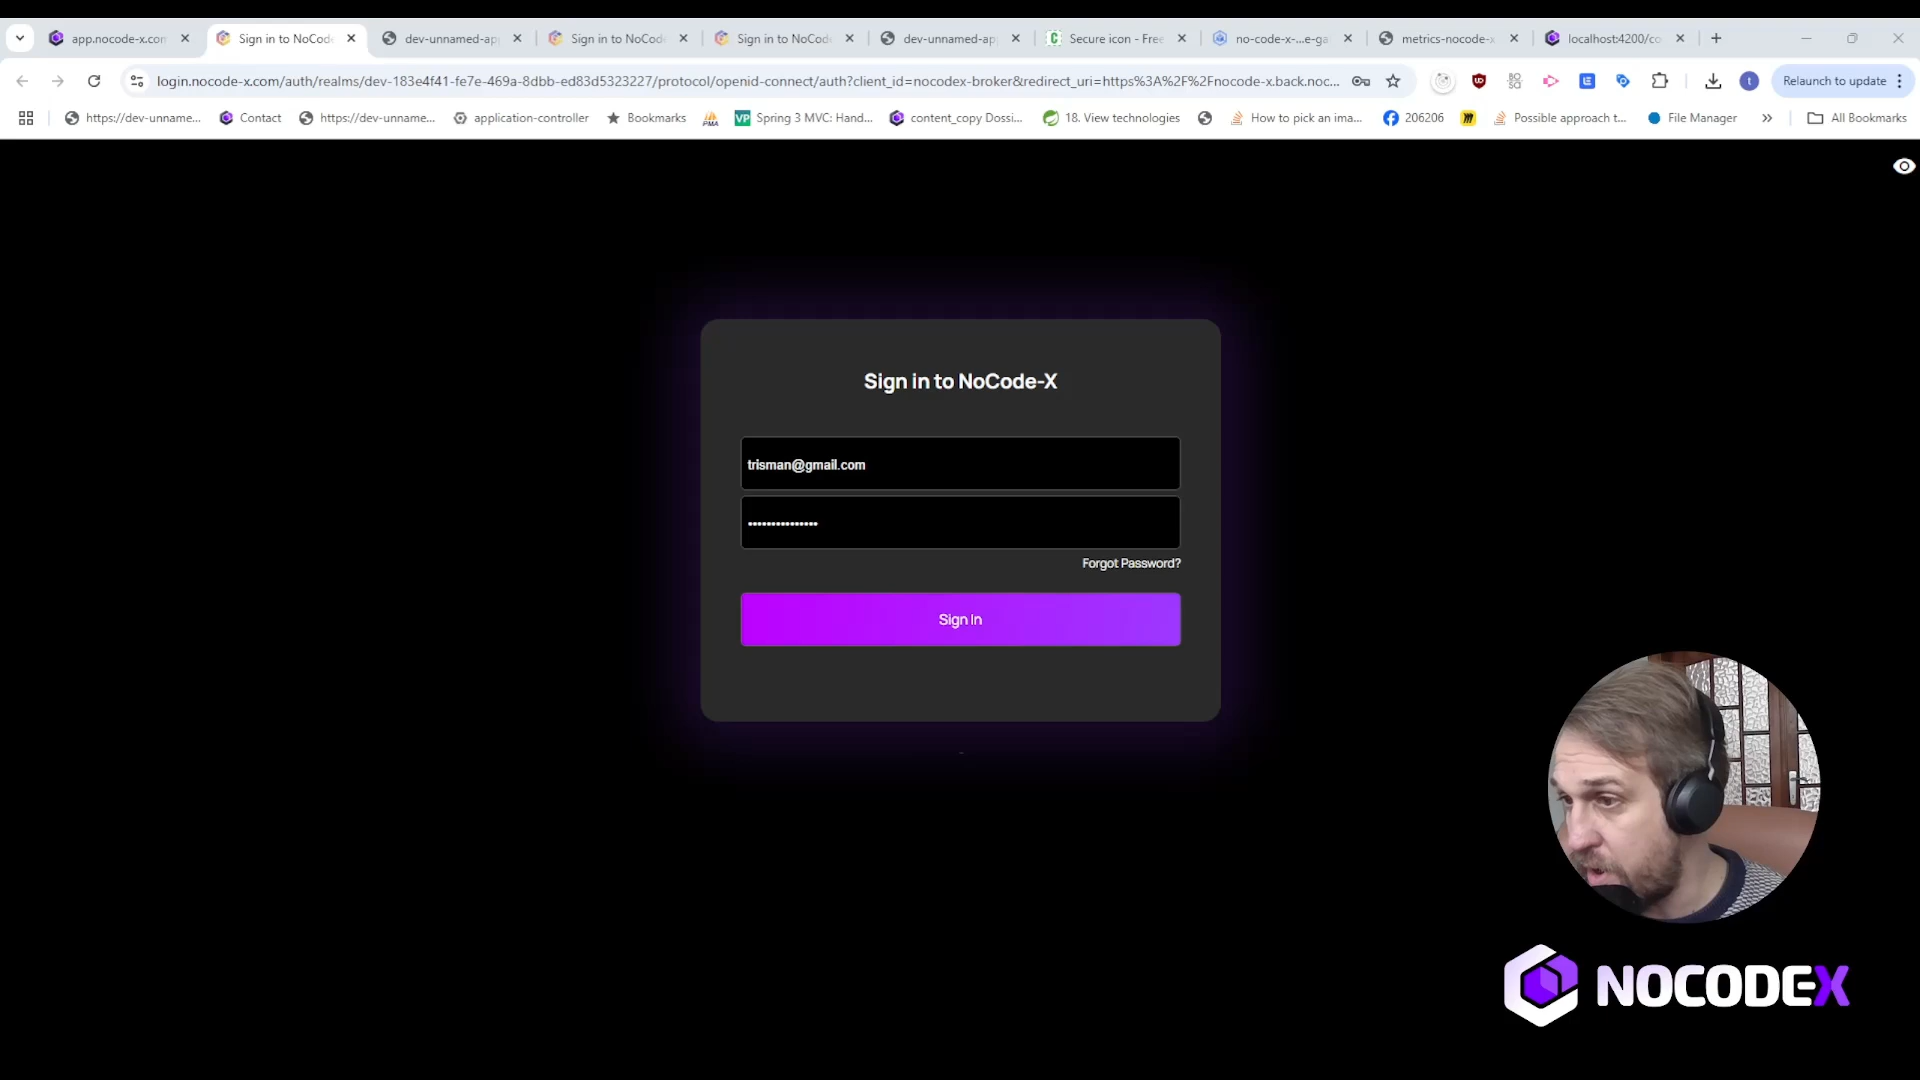 app.nocode-x.com
Sign in to NoCode
dev-unnamed-ap
Sign in to NoCode
Sign in to NoCode
dev-unnamed-ap
Secure icon - Free
no-code-x-...e-ga
metrics-nocode-x
localhost:4200/co
login.nocode-x.com/auth/realms/dev-183e4f41-fe7e-469a-8dbb-ed83d5323227/protocol/openid-connect/auth?client_id=nocodex-broker&redirect_uri=https%3A%2F%2Fnocode-x.back.noc...
t
Relaunch to update
https://dev-unname...
Contact
https://dev-unname...
application-controller
Bookmarks
PMA
VP
Spring 3 MVC: Hand...
content_copy Dossi...
18. View technologies
How to pick an ima...
206206
Possible approach t...
File Manager
All Bookmarks
Sign in to NoCode-X
trisman@gmail.com
Forgot Password?
Sign In
NOCODE-X